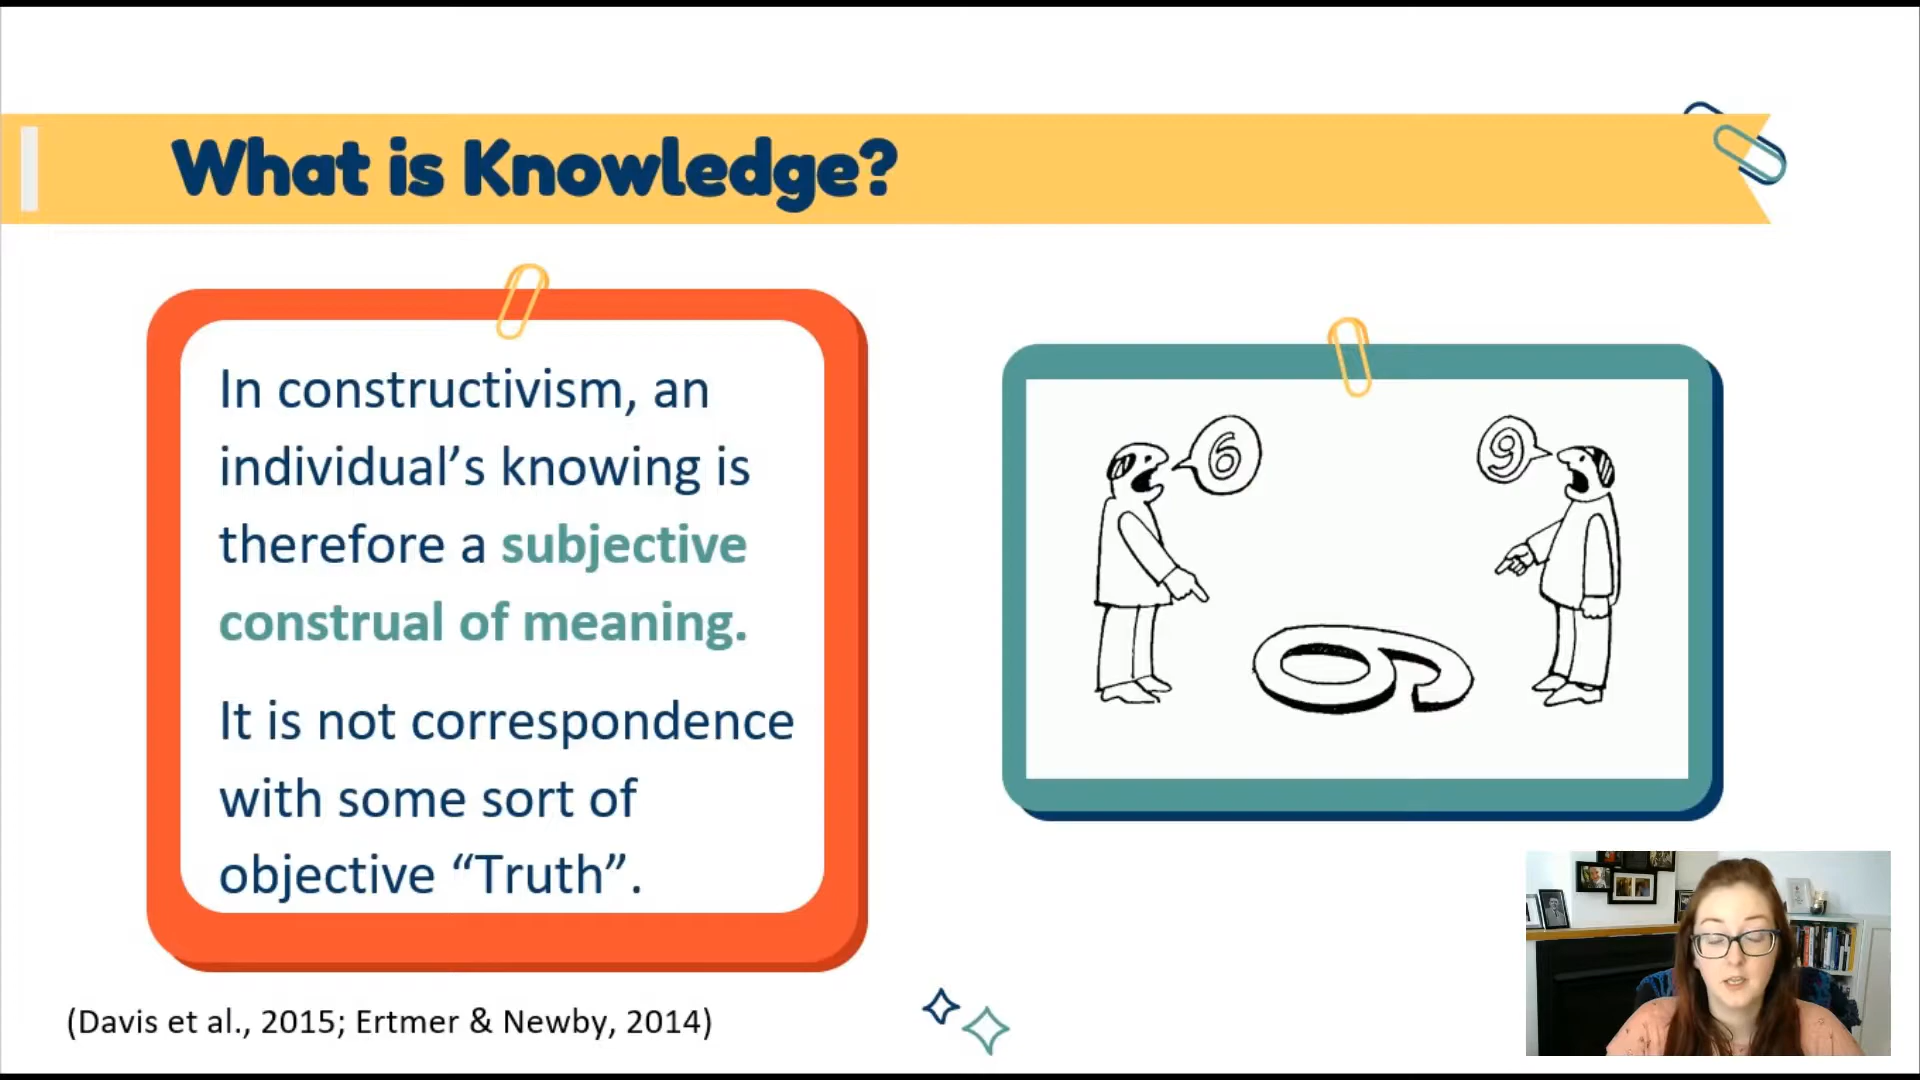 What is Knowledge?
In constructivism, an
individual’s knowing is
therefore a subjective
construal of meaning.
It is not correspondence
with some sort of
objective “Truth”.
6
9
(Davis et al., 2015; Ertmer & Newby, 2014)